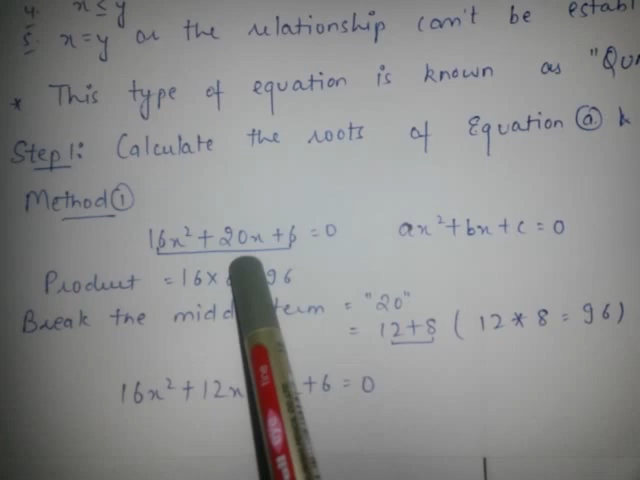 4. x ≤ y
5. x = y or the relationship can't be establ
* This type of equation is known as "Qu
Step 1: Calculate the roots of Equation ⓐ &
Method ①
16x² + 20x + 6 = 0 ax² + bx + c = 0
Product = 16 × 96
Break the midd term = "20"
= 12 + 8 ( 12 * 8 = 96 )
16x² + 12x + 6 = 0